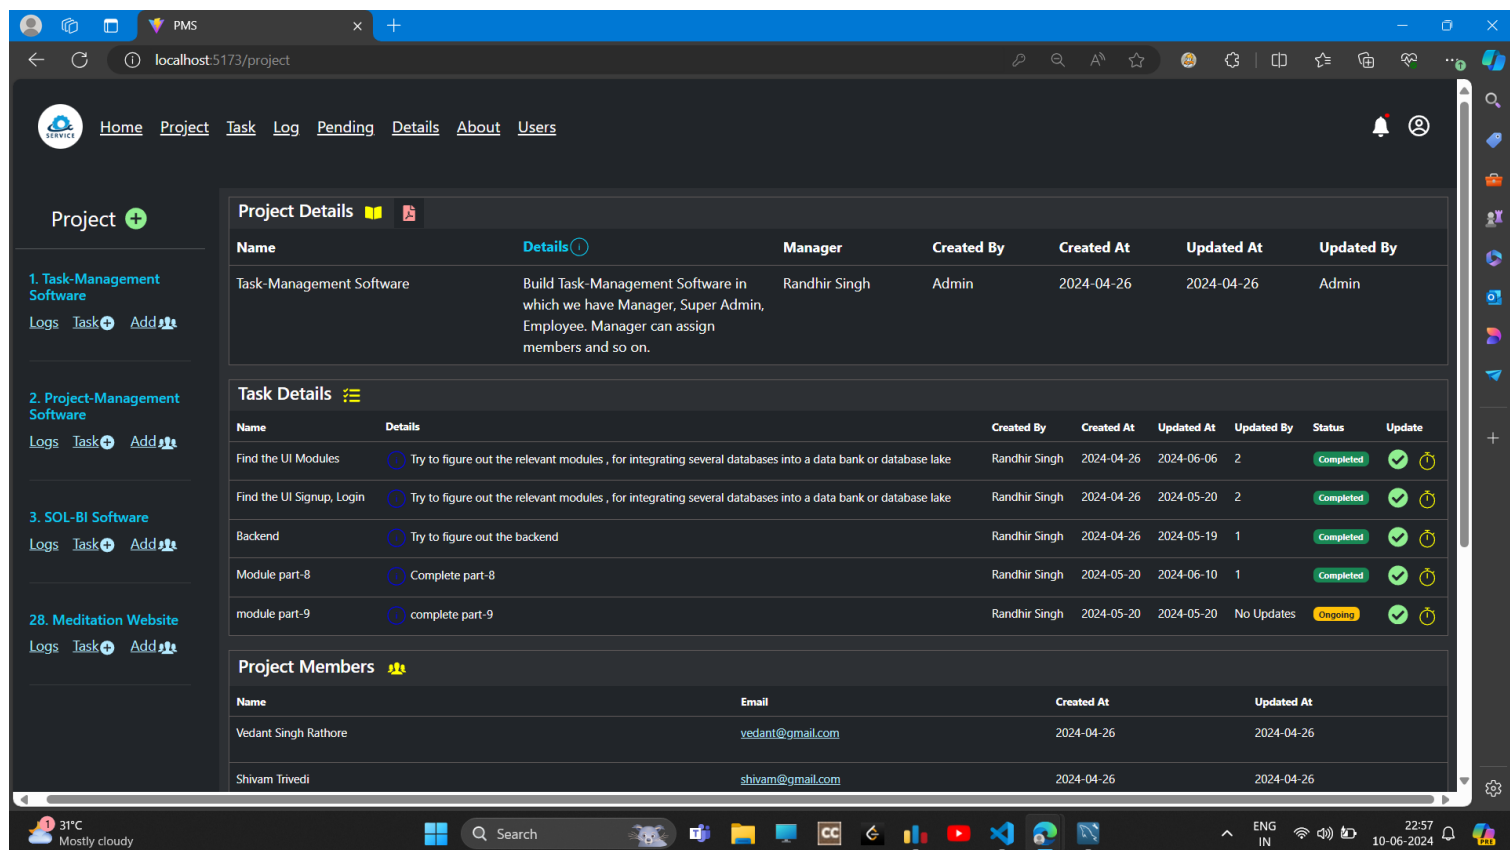 PMS
localhost:5173/project
SERVICE
Home Project Task Log Pending Details About Users
Project
1. Task-Management
Software
Logs Task Add
2. Project-Management
Software
Logs Task Add
3. SOL-BI Software
Logs Task Add
28. Meditation Website
Logs Task Add
Project Details
Name Details Manager Created By Created At Updated At Updated By
Task-Management Software Build Task-Management Software in Randhir Singh Admin 2024-04-26 2024-04-26 Admin
which we have Manager, Super Admin,
Employee. Manager can assign
members and so on.
Task Details
Name Details Created By Created At Updated At Updated By Status Update
Find the UI Modules Try to figure out the relevant modules , for integrating several databases into a data bank or database lake Randhir Singh 2024-04-26 2024-06-06 2 Completed
Find the UI Signup, Login Try to figure out the relevant modules , for integrating several databases into a data bank or database lake Randhir Singh 2024-04-26 2024-05-20 2 Completed
Backend Try to figure out the backend Randhir Singh 2024-04-26 2024-05-19 1 Completed
Module part-8 Complete part-8 Randhir Singh 2024-05-20 2024-06-10 1 Completed
module part-9 complete part-9 Randhir Singh 2024-05-20 2024-05-20 No Updates Ongoing
Project Members
Name Email Created At Updated At
Vedant Singh Rathore vedant@gmail.com 2024-04-26 2024-04-26
Shivam Trivedi shivam@gmail.com 2024-04-26 2024-04-26
1
31°C
Mostly cloudy
Search
CC
ENG
IN
22:57
10-06-2024
PRE